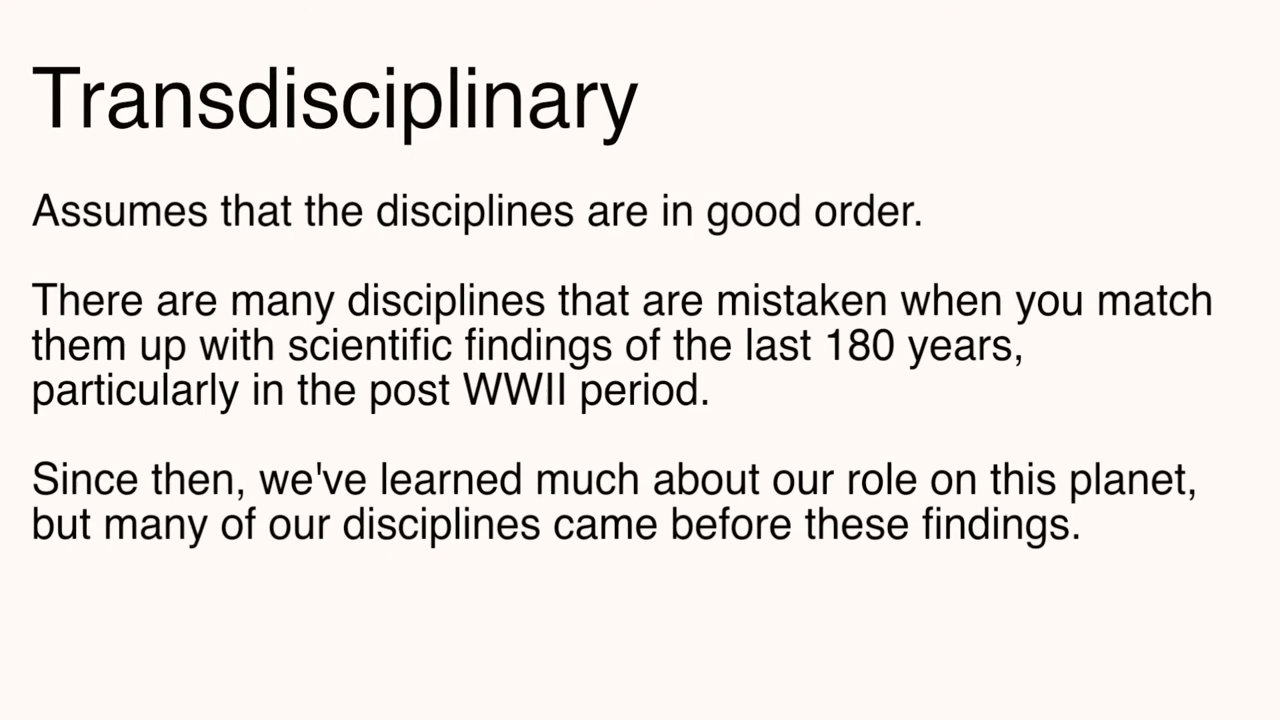 Transdisciplinary
Assumes that the disciplines are in good order.
There are many disciplines that are mistaken when you match
them up with scientific findings of the last 180 years,
particularly in the post WWII period.
Since then, we've learned much about our role on this planet,
but many of our disciplines came before these findings.